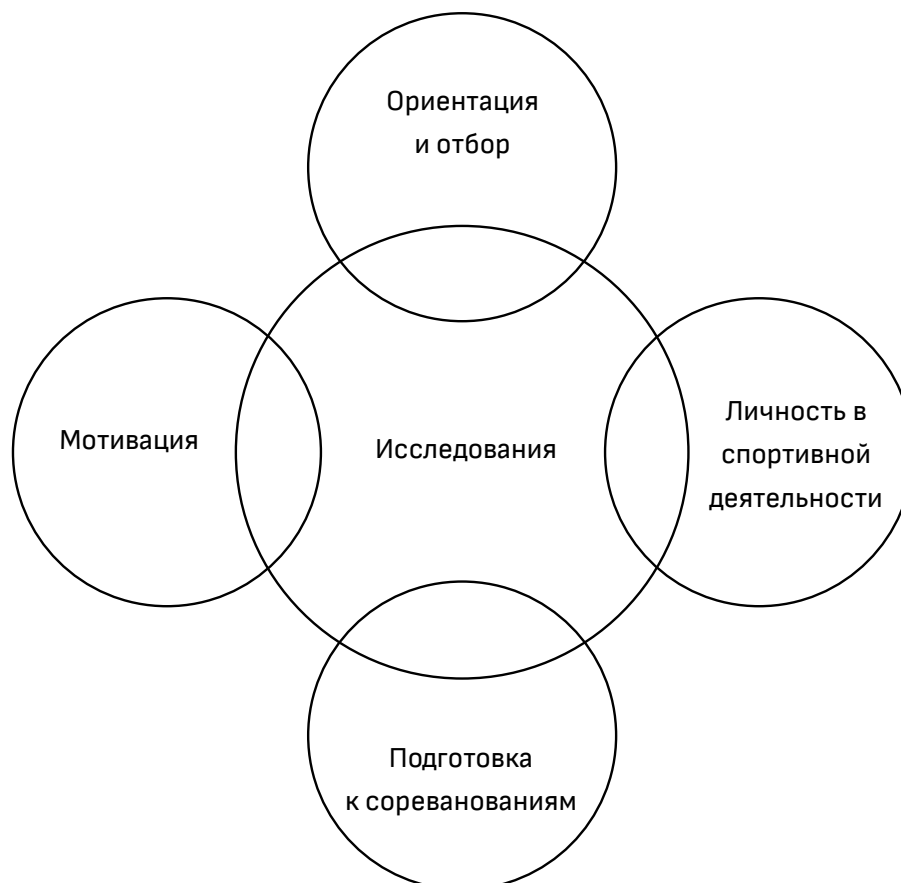 Ориентация
и отбор
Мотивация
Исследования
Личность в
спортивной
деятельности
Подготовка
к сореванованиям